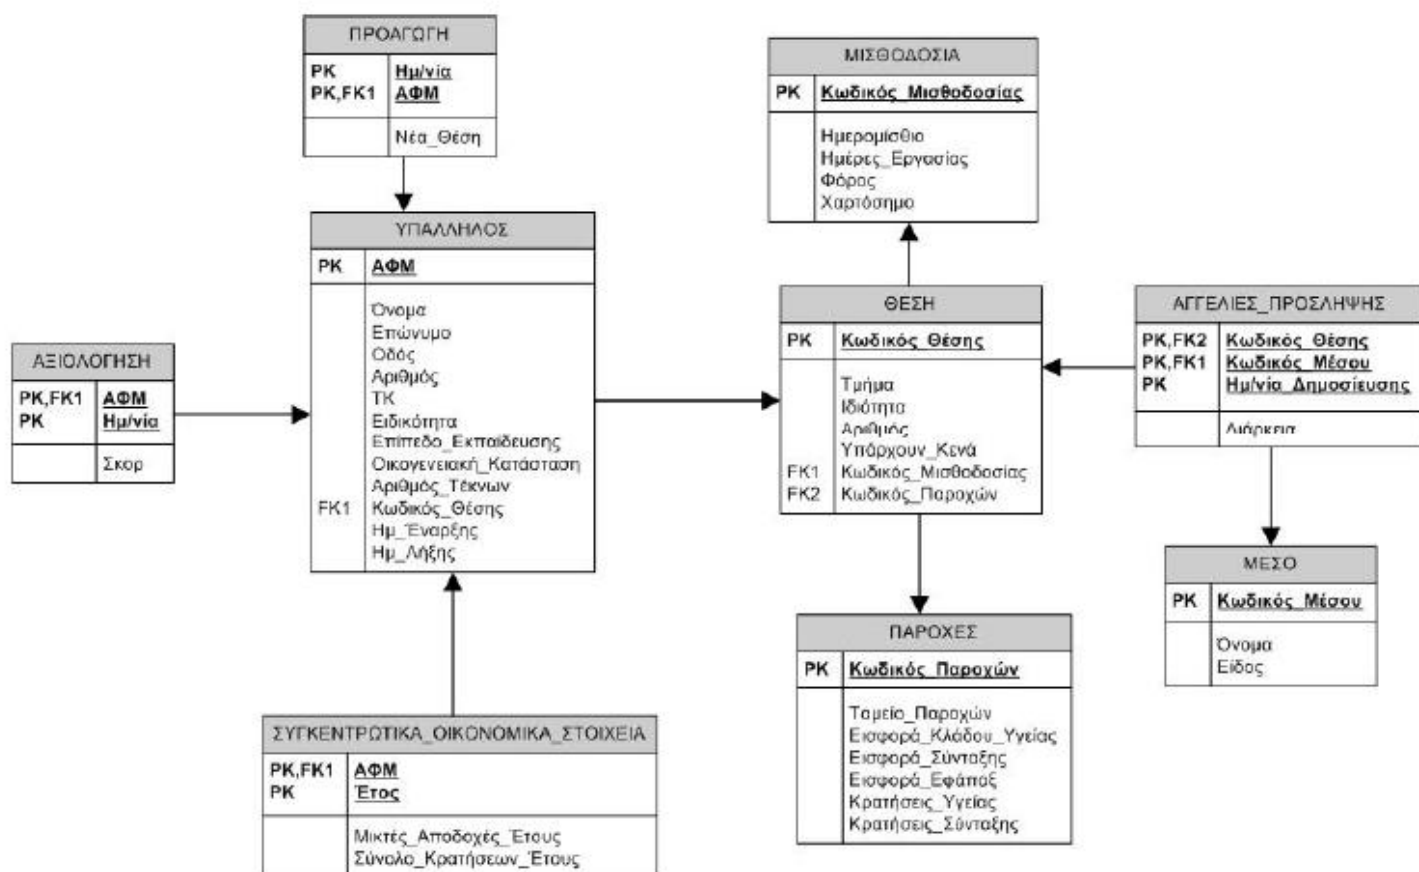 ΠΡΟΑΓΩΓΗ
PK Ημ/νία
PK,FK1 ΑΦΜ
Νέα_Θέση
ΜΙΣΘΟΔΟΣΙΑ
PK Κωδικός_Μισθοδοσίας
Ημερομίσθιο
Ημέρες_Εργασίας
Φόρος
Χαρτόσημο
ΥΠΑΛΛΗΛΟΣ
PK ΑΦΜ
Όνομα
Επώνυμο
Οδός
Αριθμός
ΤΚ
Ειδικότητα
Επίπεδο_Εκπαίδευσης
Οικογενειακή_Κατάσταση
Αριθμός_Τέκνων
FK1 Κωδικός_Θέσης
Ημ_Έναρξης
Ημ_Λήξης
ΘΕΣΗ
PK Κωδικός_Θέσης
Τμήμα
Ιδιότητα
Αριθμός
Υπάρχουν_Κενά
FK1 Κωδικός_Μισθοδοσίας
FK2 Κωδικός_Παροχών
ΑΓΓΕΛΙΕΣ_ΠΡΟΣΛΗΨΗΣ
PK,FK2 Κωδικός_Θέσης
PK,FK1 Κωδικός_Μέσου
PK Ημ/νία_Δημοσίευσης
Διάρκεια
ΑΞΙΟΛΟΓΗΣΗ
PK,FK1 ΑΦΜ
PK Ημ/νία
Σκορ
ΜΕΣΟ
PK Κωδικός_Μέσου
Όνομα
Είδος
ΠΑΡΟΧΕΣ
PK Κωδικός_Παροχών
Ταμείο_Παροχών
Εισφορά_Κλάδου_Υγείας
Εισφορά_Σύνταξης
Εισφορά_Εφάπαξ
Κρατήσεις_Υγείας
Κρατήσεις_Σύνταξης
ΣΥΓΚΕΝΤΡΩΤΙΚΑ_ΟΙΚΟΝΟΜΙΚΑ_ΣΤΟΙΧΕΙΑ
PK,FK1 ΑΦΜ
PK Έτος
Μικτές_Αποδοχές_Έτους
Σύνολο_Κρατήσεων_Έτους